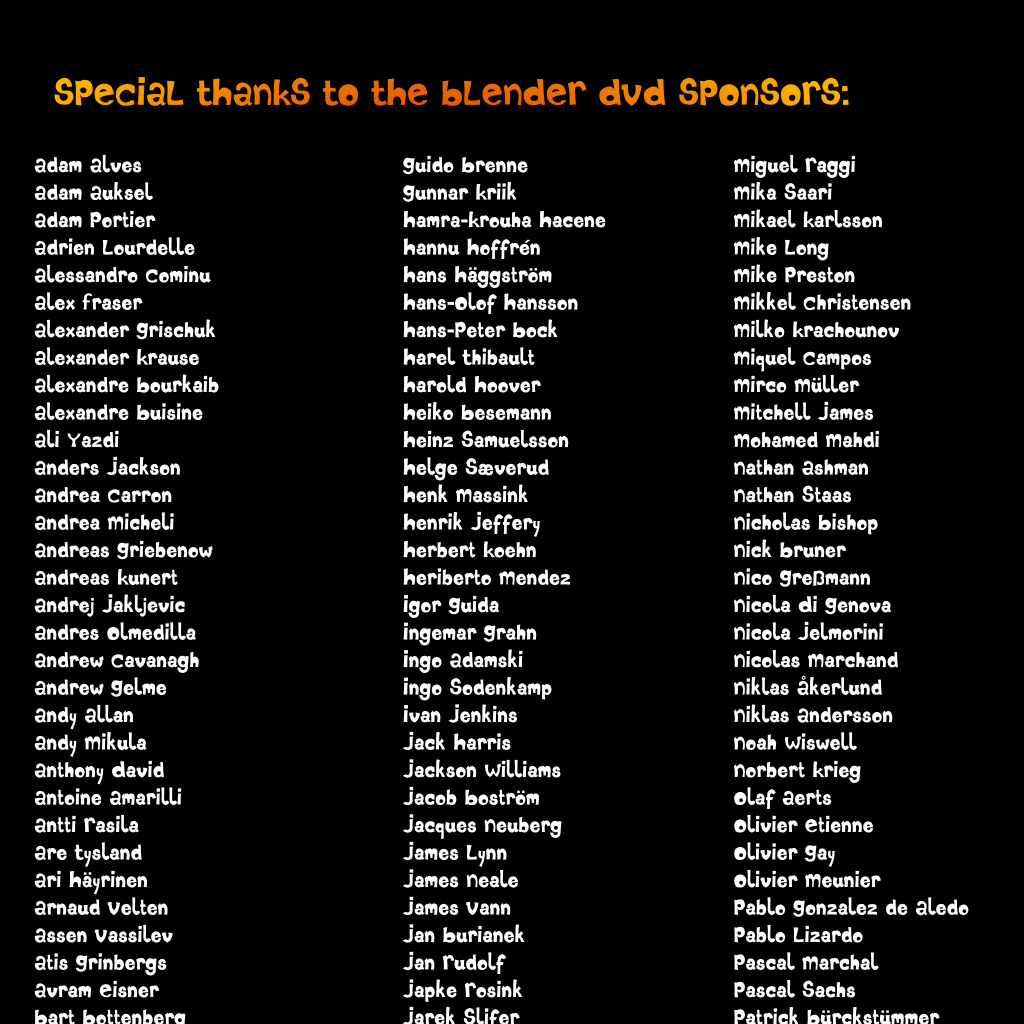 special thanks to the blender dvd sponsors:
adam alves
adam auksel
adam portier
adrien lourdelle
alessandro cominu
alex fraser
alexander grischuk
alexander krause
alexandre bourkaib
alexandre buisine
ali yazdi
anders jackson
andrea carron
andrea micheli
andreas griebenow
andreas kunert
andrej jakljevic
andres olmedilla
andrew cavanagh
andrew gelme
andy allan
andy mikula
anthony david
antoine amarilli
antti rasila
are tysland
ari häyrinen
arnaud velten
assen vassilev
atis grinbergs
avram eisner
bart bottenberg
guido brenne
gunnar kriik
hamra-krouha hacene
hannu hoffrén
hans häggström
hans-olof hansson
hans-peter bock
harel thibault
harold hoover
heiko besemann
heinz samuelsson
helge sæverud
henk massink
henrik jeffery
herbert koehn
heriberto mendez
igor guida
ingemar grahn
ingo adamski
ingo sodenkamp
ivan jenkins
jack harris
jackson williams
jacob boström
jacques neuberg
james lynn
james neale
james vann
jan burianek
jan rudolf
japke rosink
jarek slifer
miguel raggi
mika saari
mikael karlsson
mike long
mike preston
mikkel christensen
milko krachounov
miquel campos
mirco müller
mitchell james
mohamed mahdi
nathan ashman
nathan staas
nicholas bishop
nick bruner
nico greßmann
nicola di genova
nicola jelmorini
nicolas marchand
niklas åkerlund
niklas andersson
noah wiswell
norbert krieg
olaf aerts
olivier etienne
olivier gay
olivier meunier
pablo gonzalez de aledo
pablo lizardo
pascal marchal
pascal sachs
patrick bürckstümmer